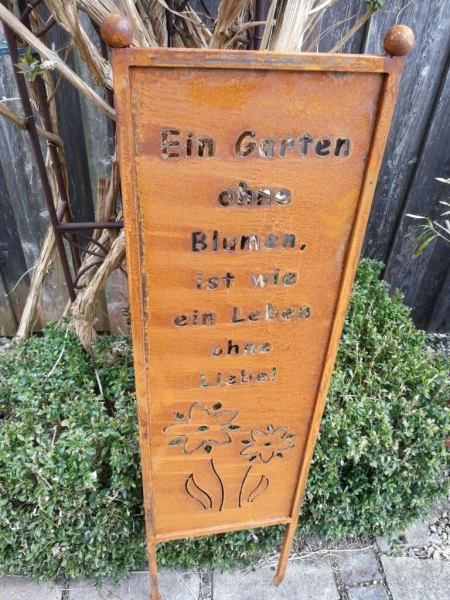 Ein Garten
ohne
Blumen,
ist wie
ein Leben
ohne
Liebe!